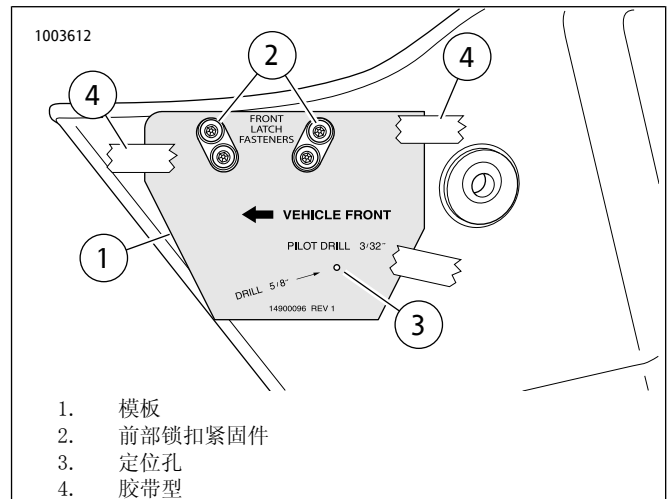 1003612
2
4
4
FRONT
LATCH
FASTENERS
VEHICLE FRONT
1
PILOT DRILL 3/32"
DRILL 5/8"
14900096 REV 1
3
1. 模板
2. 前部锁扣紧固件
3. 定位孔
4. 胶带型